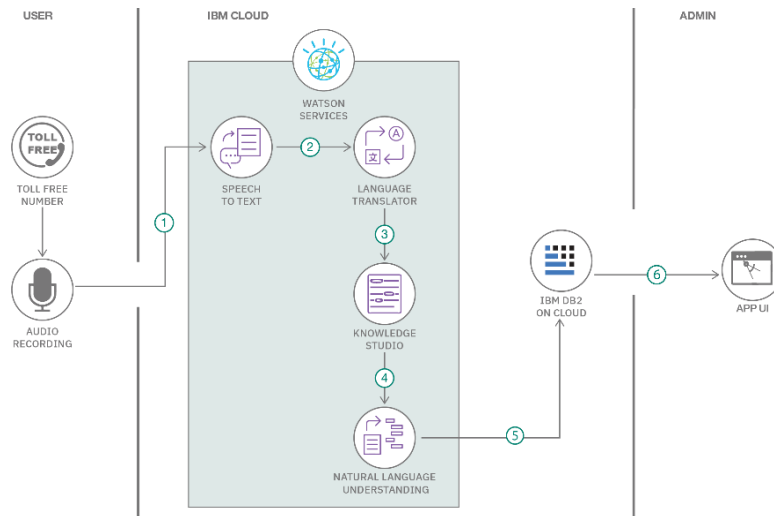 USER
IBM CLOUD
ADMIN
WATSON
SERVICES
TOLL
FREE
TOLL FREE
NUMBER
A
文
SPEECH
TO TEXT
2
LANGUAGE
TRANSLATOR
1
3
AUDIO
RECORDING
KNOWLEDGE
STUDIO
IBM DB2
ON CLOUD
6
APP UI
4
5
NATURAL LANGUAGE
UNDERSTANDING